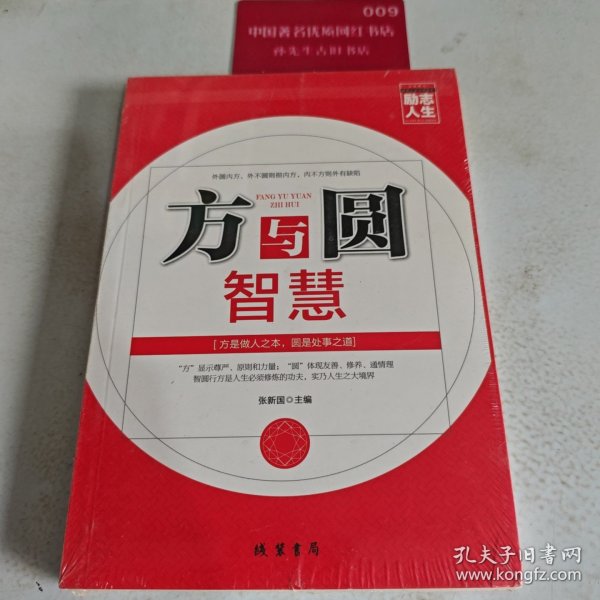 009
中国著名优质网红书店
孙先生古旧书店
励志
人生
外圆内方，外不圆则损内方，内不方则外有缺陷
方与圆
FANG YU YUAN
ZHI HUI
智慧
[ 方是做人之本，圆是处事之道]
“方”显示尊严、原则和力量；“圆”体现友善、修养、通情理
智圆行方是人生必须修炼的功夫，实乃人生之大境界
张新国○主编
线装书局
孔夫子旧书网
www.kongfz.com